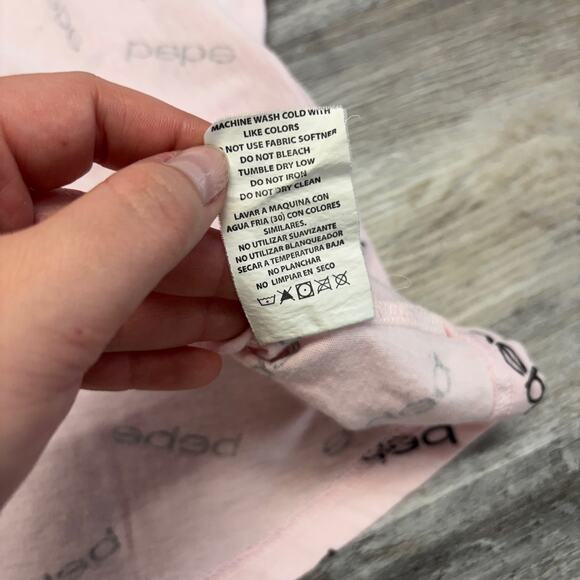 bebe
MACHINE WASH COLD WITH
LIKE COLORS
NOT USE FABRIC SOFTNER
DO NOT BLEACH
TUMBLE DRY LOW
DO NOT IRON
DO NOT DRY CLEAN
LAVAR A MAQUINA CON
AGUA FRIA (30) CON COLORES
SIMILARES.
NO UTILIZAR SUAVIZANTE
NO UTILIZAR BLANQUEADOR
SECAR A TEMPERATURA BAJA
NO PLANCHAR
NO LIMPIAR EN SECO
bebe
bebe
bebe